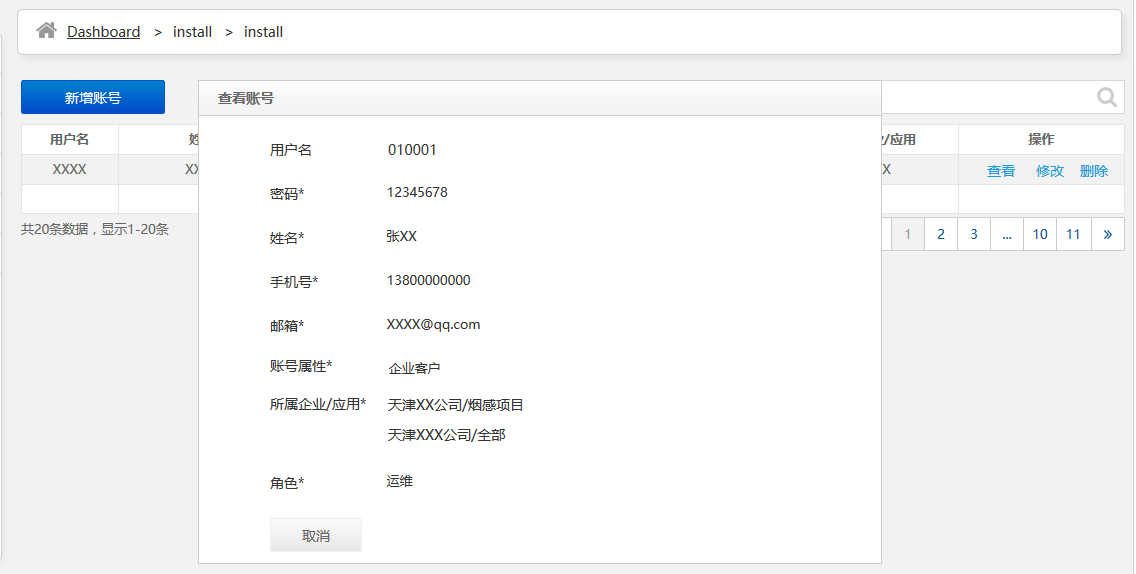 Dashboard > install > install
新增账号
查看账号
用户名
/应用
操作
XXXX
XX
X
查看 修改 删除
共20条数据，显示1-20条
1 2 3 ... 10 11 »
用户名 010001
密码* 12345678
姓名* 张XX
手机号* 13800000000
邮箱* XXXX@qq.com
账号属性* 企业客户
所属企业/应用* 天津XX公司/烟感项目
天津XXX公司/全部
角色* 运维
取消